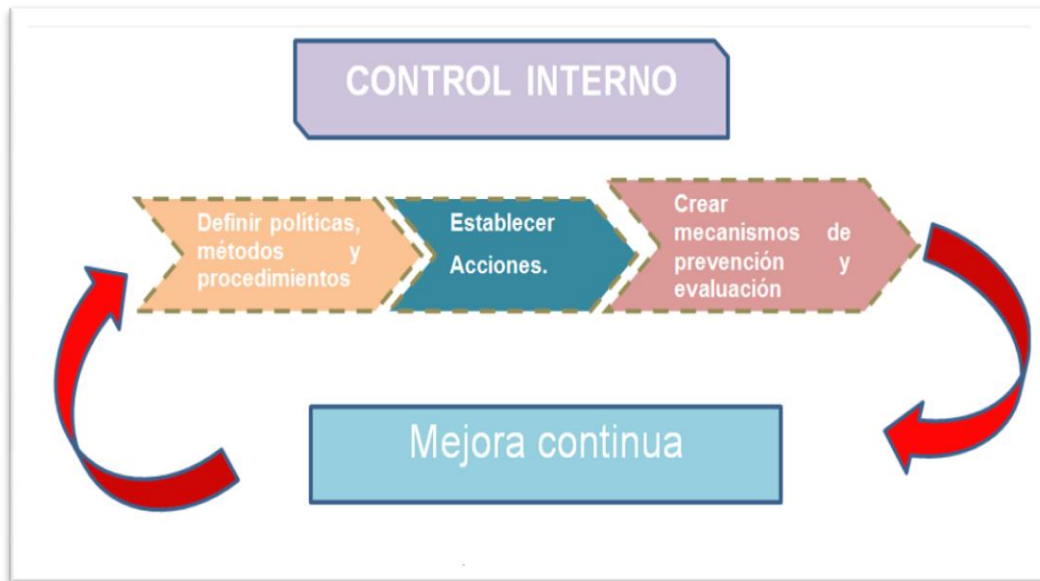 CONTROL INTERNO
Definir políticas,
métodos y
procedimientos
Establecer
Acciones.
Crear
mecanismos de
prevención y
evaluación
Mejora continua